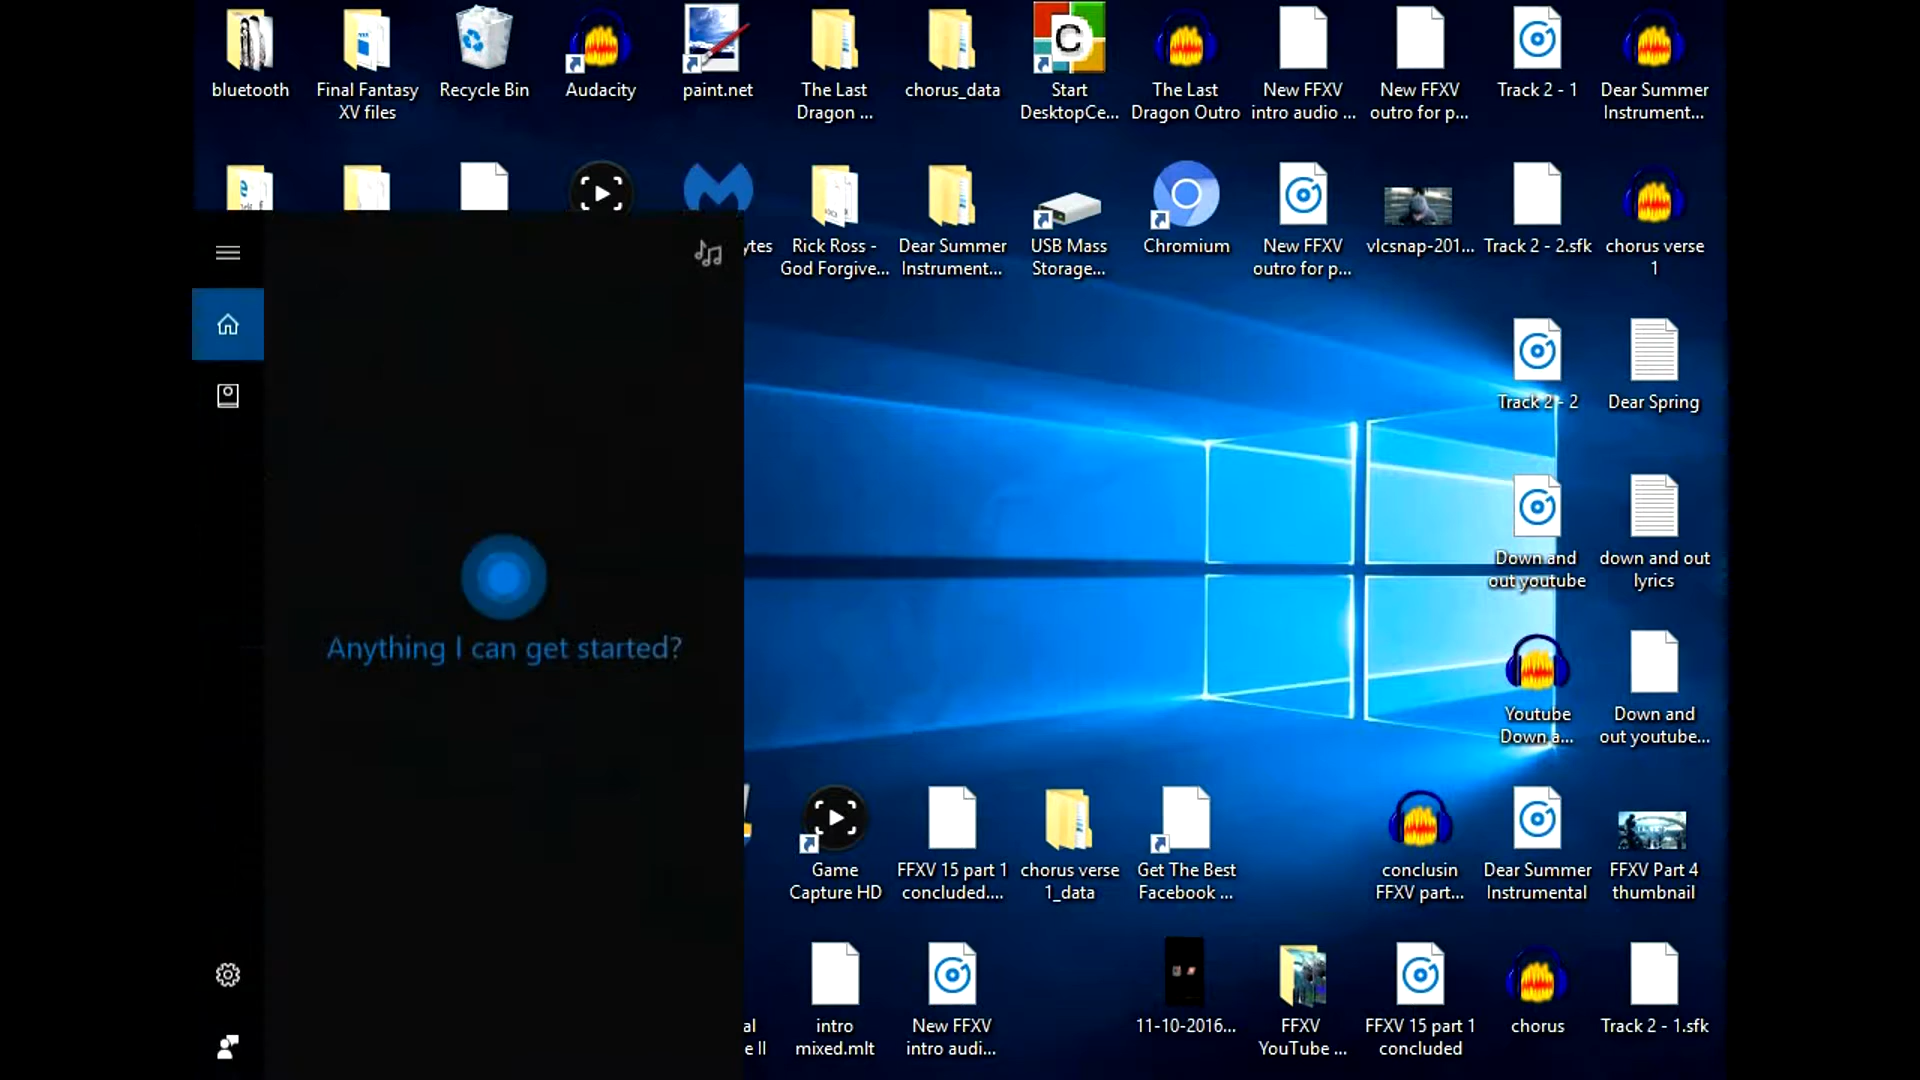 bluetooth
Final Fantasy
XV files
Recycle Bin
Audacity
paint.net
The Last
Dragon ...
chorus_data
Start
DesktopCe...
The Last
Dragon Outro
New FFXV
intro audio ...
New FFXV
outro for p...
Track 2 - 1
Dear Summer
Instrument...
ytes
Rick Ross -
God Forgive...
Dear Summer
Instrument...
USB Mass
Storage...
Chromium
New FFXV
outro for p...
vlcsnap-201...
Track 2 - 2.sfk
chorus verse
1
Track 2 - 2
Dear Spring
Anything I can get started?
Down and
out youtube
down and out
lyrics
Youtube
Down a...
Down and
out youtube...
Game
Capture HD
FFXV 15 part 1
concluded....
chorus verse
1_data
Get The Best
Facebook ...
conclusin
FFXV part...
Dear Summer
Instrumental
FFXV Part 4
thumbnail
al
e II
intro
mixed.mlt
New FFXV
intro audi...
11-10-2016...
FFXV
YouTube ...
FFXV 15 part 1
concluded
chorus
Track 2 - 1.sfk